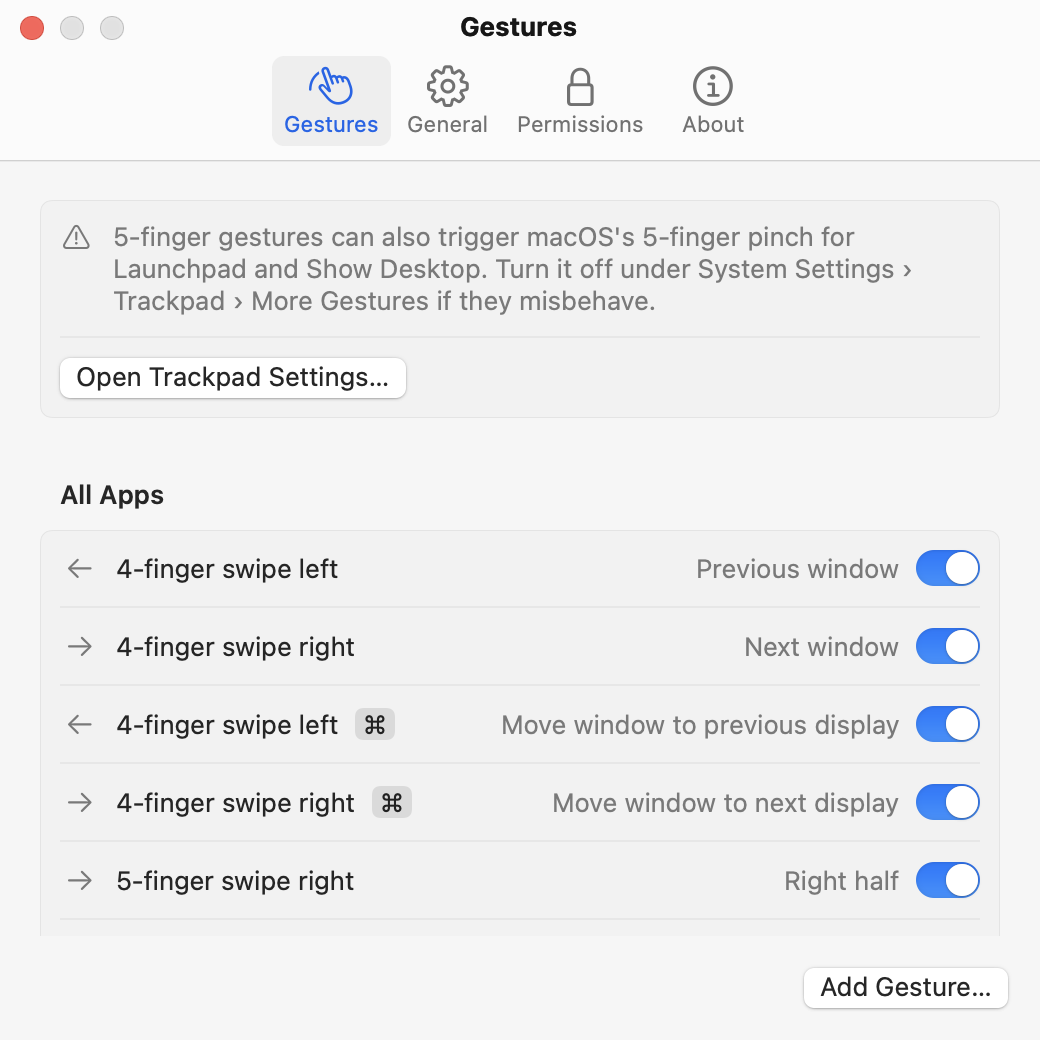 Gestures
Gestures
General
Permissions
About
5-finger gestures can also trigger macOS's 5-finger pinch for
Launchpad and Show Desktop. Turn it off under System Settings ›
Trackpad › More Gestures if they misbehave.
Open Trackpad Settings...
All Apps
4-finger swipe left Previous window
4-finger swipe right Next window
4-finger swipe left ⌘ Move window to previous display
4-finger swipe right ⌘ Move window to next display
5-finger swipe right Right half
Add Gesture...